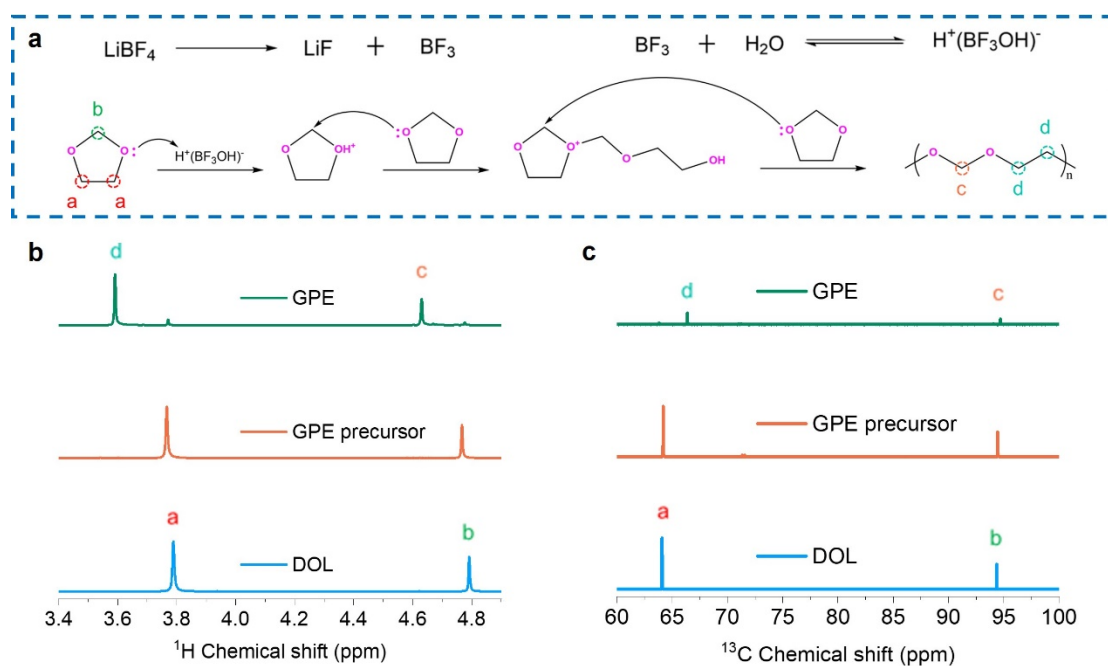 a
LiBF₄ → LiF + BF₃
BF₃ + H₂O ⇌ H⁺(BF₃OH)⁻
b
O O:
a a
H⁺(BF₃OH)⁻
O OH⁺
:O O
O O⁺ O OH
:O O
( O c O d d )n
b
d c
GPE
GPE precursor
a b
DOL
3.4 3.6 3.8 4.0 4.2 4.4 4.6 4.8
¹H Chemical shift (ppm)
c
d c
GPE
GPE precursor
a b
DOL
60 65 70 75 80 85 90 95 100
¹³C Chemical shift (ppm)